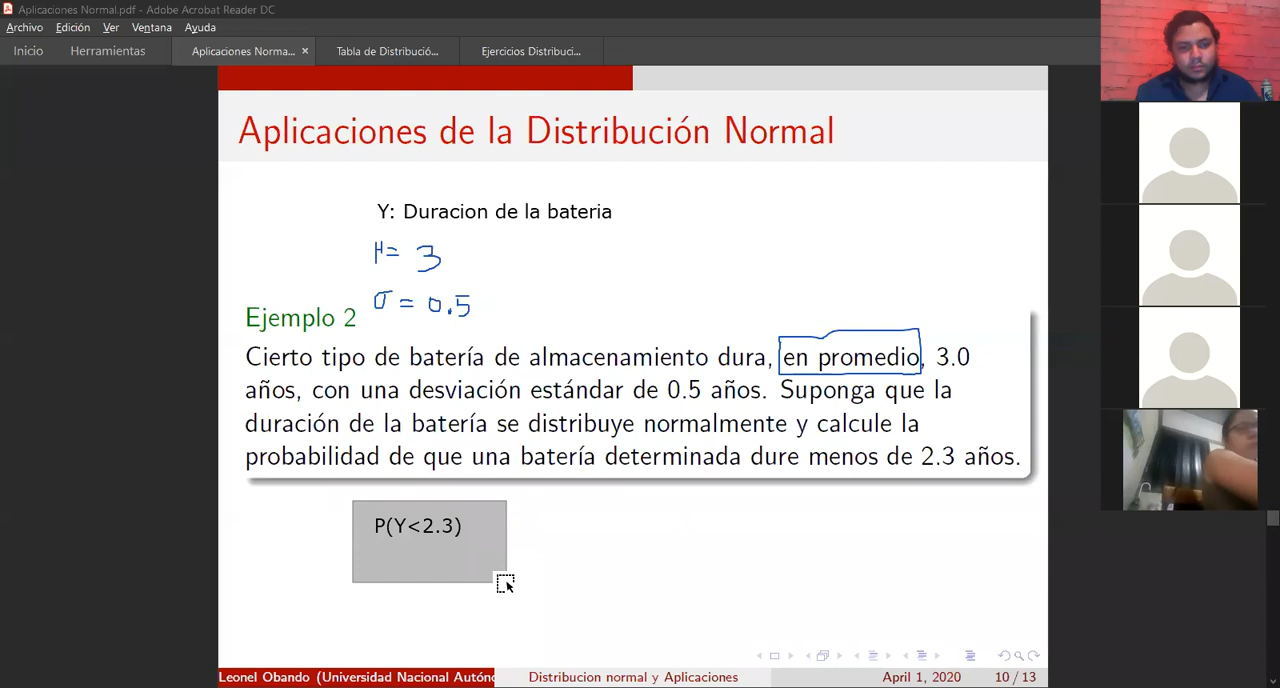 Aplicaciones Normal.pdf - Adobe Acrobat Reader DC
Archivo Edición Ver Ventana Ayuda
Inicio Herramientas Aplicaciones Norma... × Tabla de Distribució... Ejercicios Distribuci...
Aplicaciones de la Distribución Normal
Y: Duracion de la bateria
μ= 3
σ = 0.5
Ejemplo 2
Cierto tipo de batería de almacenamiento dura, en promedio, 3.0
años, con una desviación estándar de 0.5 años. Suponga que la
duración de la batería se distribuye normalmente y calcule la
probabilidad de que una batería determinada dure menos de 2.3 años.
P(Y<2.3)
Leonel Obando (Universidad Nacional Autóno Distribucion normal y Aplicaciones April 1, 2020 10 / 13